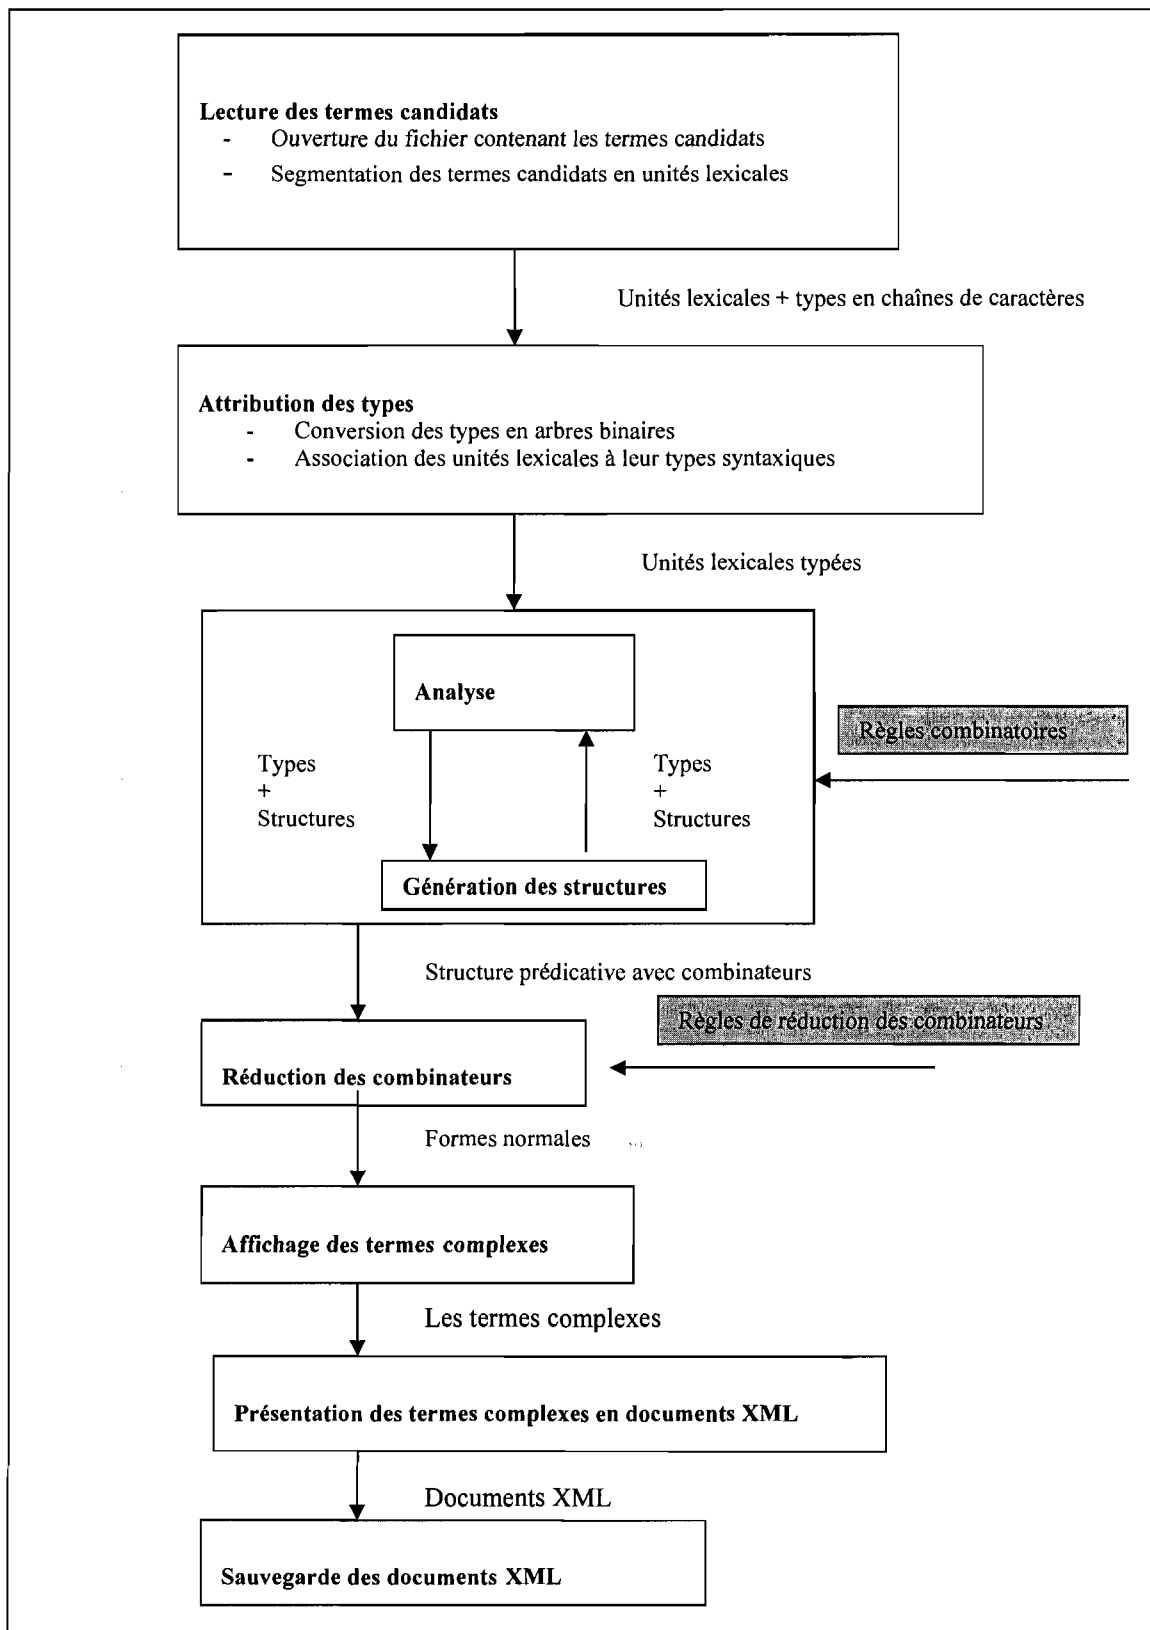 Lecture des termes candidats
- Ouverture du fichier contenant les termes candidats
- Segmentation des termes candidats en unités lexicales
Unités lexicales + types en chaînes de caractères
Attribution des types
- Conversion des types en arbres binaires
- Association des unités lexicales à leur types syntaxiques
Unités lexicales typées
Analyse
Règles combinatoires
Types
+
Structures
Types
+
Structures
Génération des structures
Structure prédicative avec combinateurs
Règles de réduction des combinateurs
Réduction des combinateurs
Formes normales
Affichage des termes complexes
Les termes complexes
Présentation des termes complexes en documents XML
Documents XML
Sauvegarde des documents XML